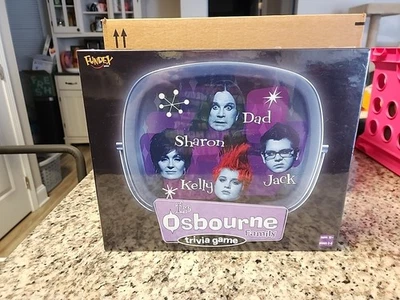 FUNDEX
Dad
Sharon
Kelly
Jack
The
Osbourne
Family
trivia game